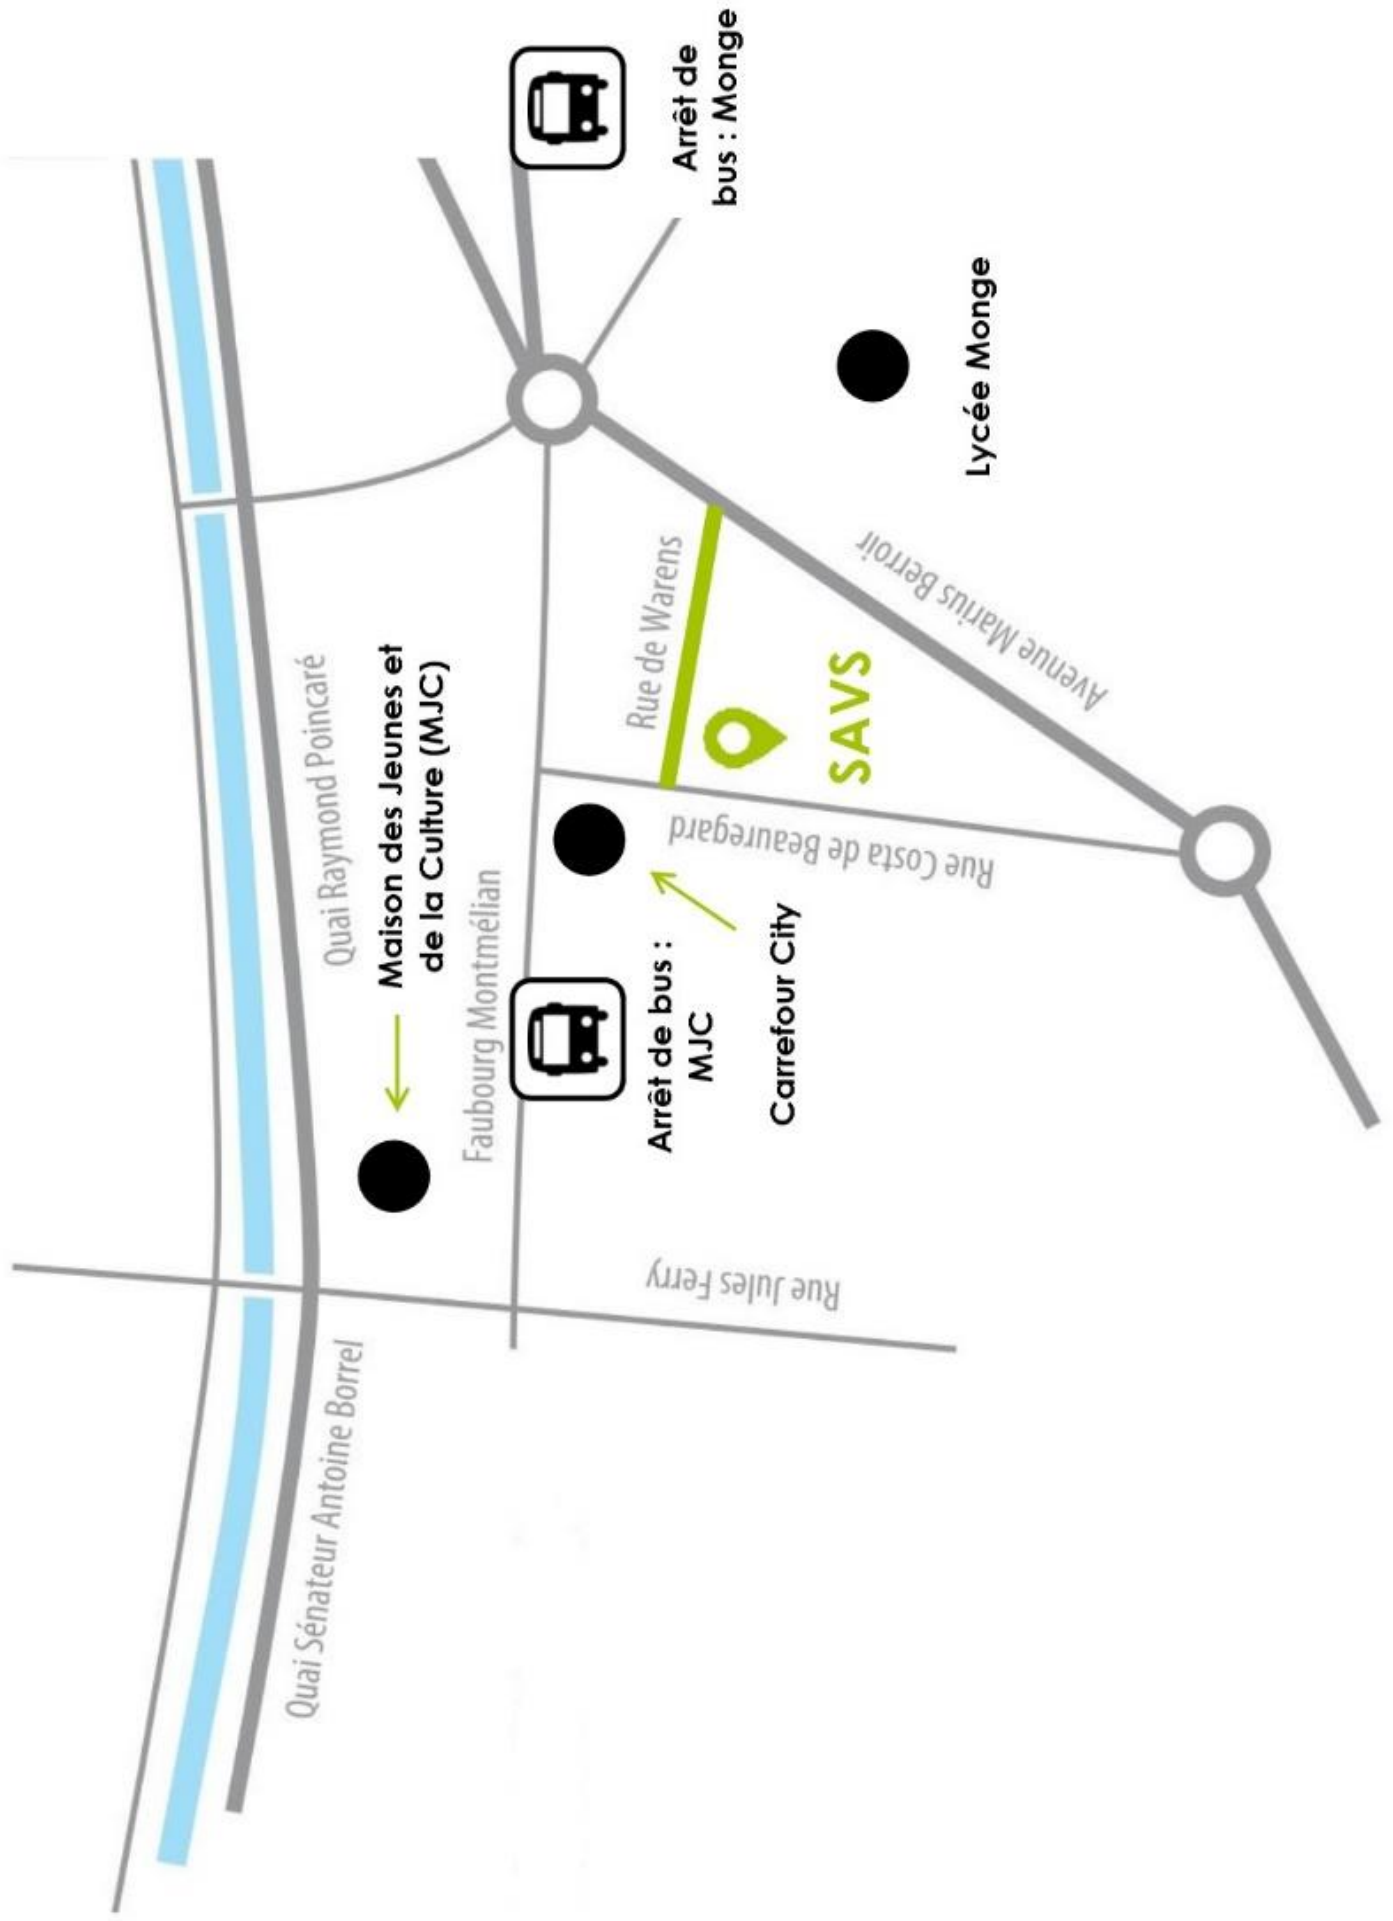 Quai Sénateur Antoine Borrel
Quai Raymond Poincaré
Maison des Jeunes et
de la Culture (MJC)
Faubourg Montmélian
Arrêt de bus :
MJC
Carrefour City
Rue Jules Ferry
Rue Costa de Beauregard
Rue de Warens
SAVS
Avenue Marius Berroir
Arrêt de
bus : Monge
Lycée Monge